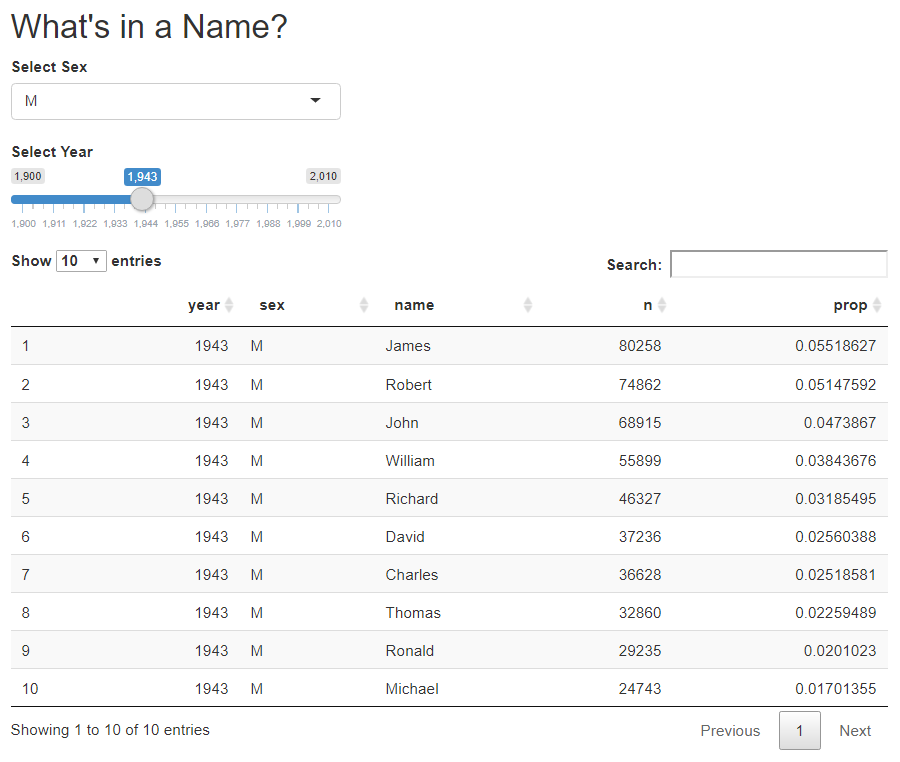 What's in a Name?
Select Sex
M
Select Year
1,900 1,943 2,010
1,900 1,911 1,922 1,933 1,944 1,955 1,966 1,977 1,988 1,999 2,010
Show 10 entries Search:
year sex name n prop
1 1943 M James 80258 0.05518627
2 1943 M Robert 74862 0.05147592
3 1943 M John 68915 0.0473867
4 1943 M William 55899 0.03843676
5 1943 M Richard 46327 0.03185495
6 1943 M David 37236 0.02560388
7 1943 M Charles 36628 0.02518581
8 1943 M Thomas 32860 0.02259489
9 1943 M Ronald 29235 0.0201023
10 1943 M Michael 24743 0.01701355
Showing 1 to 10 of 10 entries Previous 1 Next